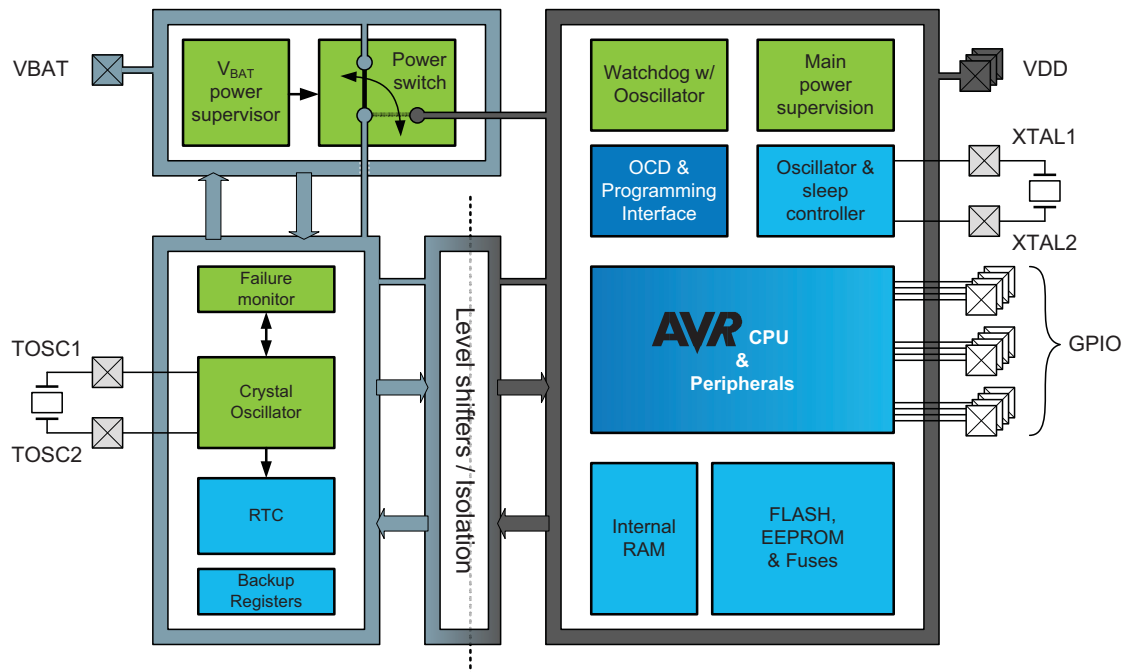 VBAT
VBAT
power
supervisor
Power
switch
Watchdog w/
Ooscillator
Main
power
supervision
VDD
OCD &
Programming
Interface
Oscillator &
sleep
controller
XTAL1
XTAL2
Failure
monitor
TOSC1
TOSC2
Crystal
Oscillator
RTC
Backup
Registers
Level shifters / Isolation
AVR CPU
&
Peripherals
GPIO
Internal
RAM
FLASH,
EEPROM
& Fuses